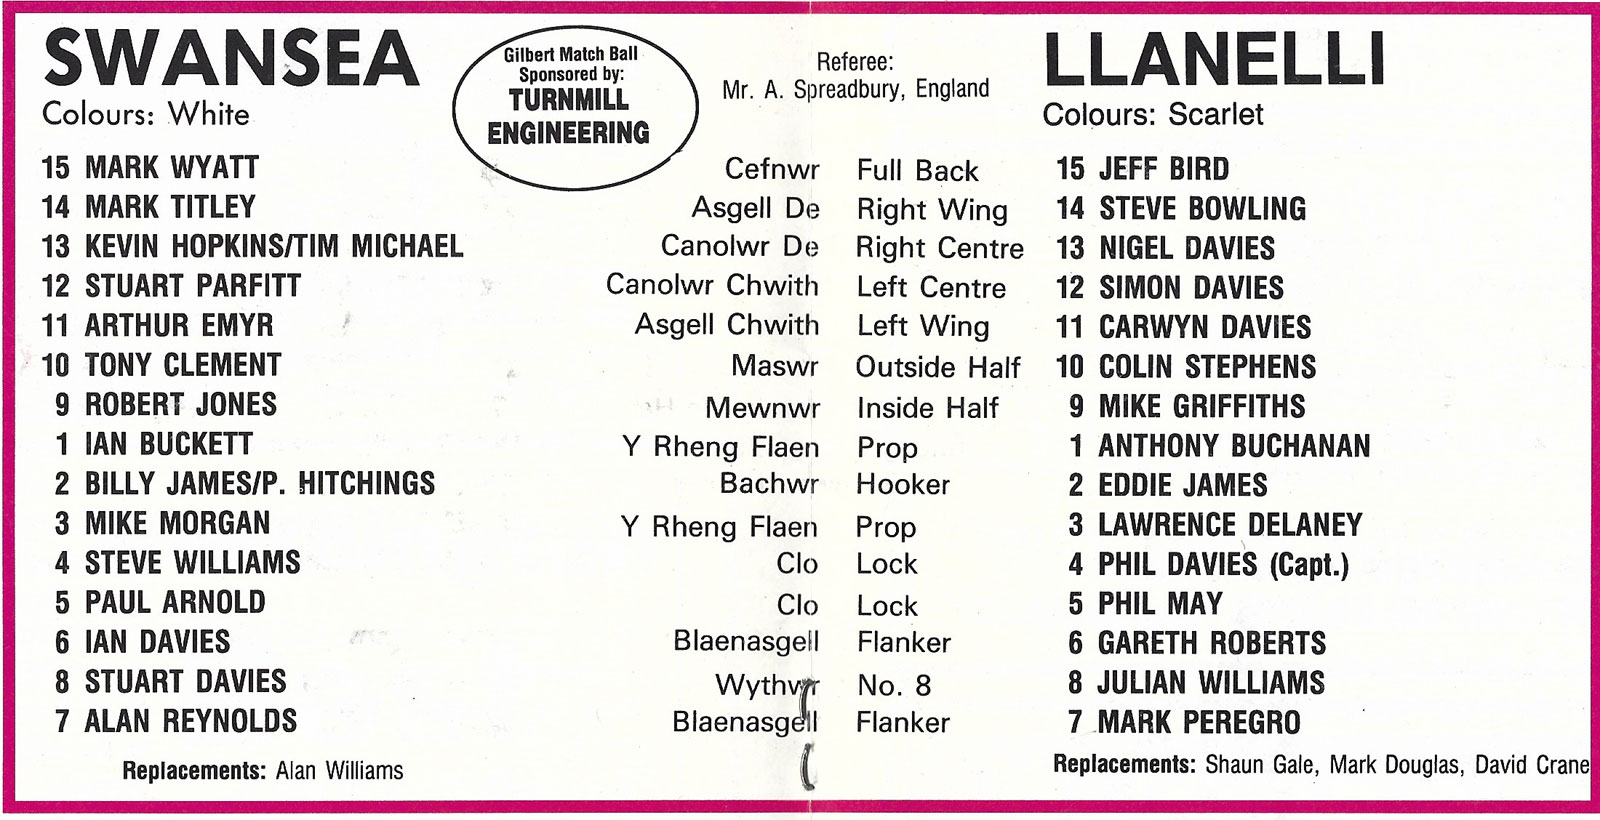 SWANSEA
Colours: White
Gilbert Match Ball
Sponsored by:
TURNMILL
ENGINEERING
Referee:
Mr. A. Spreadbury, England
LLANELLI
Colours: Scarlet
15 MARK WYATT Cefnwr Full Back 15 JEFF BIRD
14 MARK TITLEY Asgell De Right Wing 14 STEVE BOWLING
13 KEVIN HOPKINS/TIM MICHAEL Canolwr De Right Centre 13 NIGEL DAVIES
12 STUART PARFITT Canolwr Chwith Left Centre 12 SIMON DAVIES
11 ARTHUR EMYR Asgell Chwith Left Wing 11 CARWYN DAVIES
10 TONY CLEMENT Maswr Outside Half 10 COLIN STEPHENS
9 ROBERT JONES Mewnwr Inside Half 9 MIKE GRIFFITHS
1 IAN BUCKETT Y Rheng Flaen Prop 1 ANTHONY BUCHANAN
2 BILLY JAMES/P. HITCHINGS Bachwr Hooker 2 EDDIE JAMES
3 MIKE MORGAN Y Rheng Flaen Prop 3 LAWRENCE DELANEY
4 STEVE WILLIAMS Clo Lock 4 PHIL DAVIES (Capt.)
5 PAUL ARNOLD Clo Lock 5 PHIL MAY
6 IAN DAVIES Blaenasgell Flanker 6 GARETH ROBERTS
8 STUART DAVIES Wythwr No. 8 8 JULIAN WILLIAMS
7 ALAN REYNOLDS Blaenasgell Flanker 7 MARK PEREGRO
Replacements: Alan Williams
Replacements: Shaun Gale, Mark Douglas, David Crane